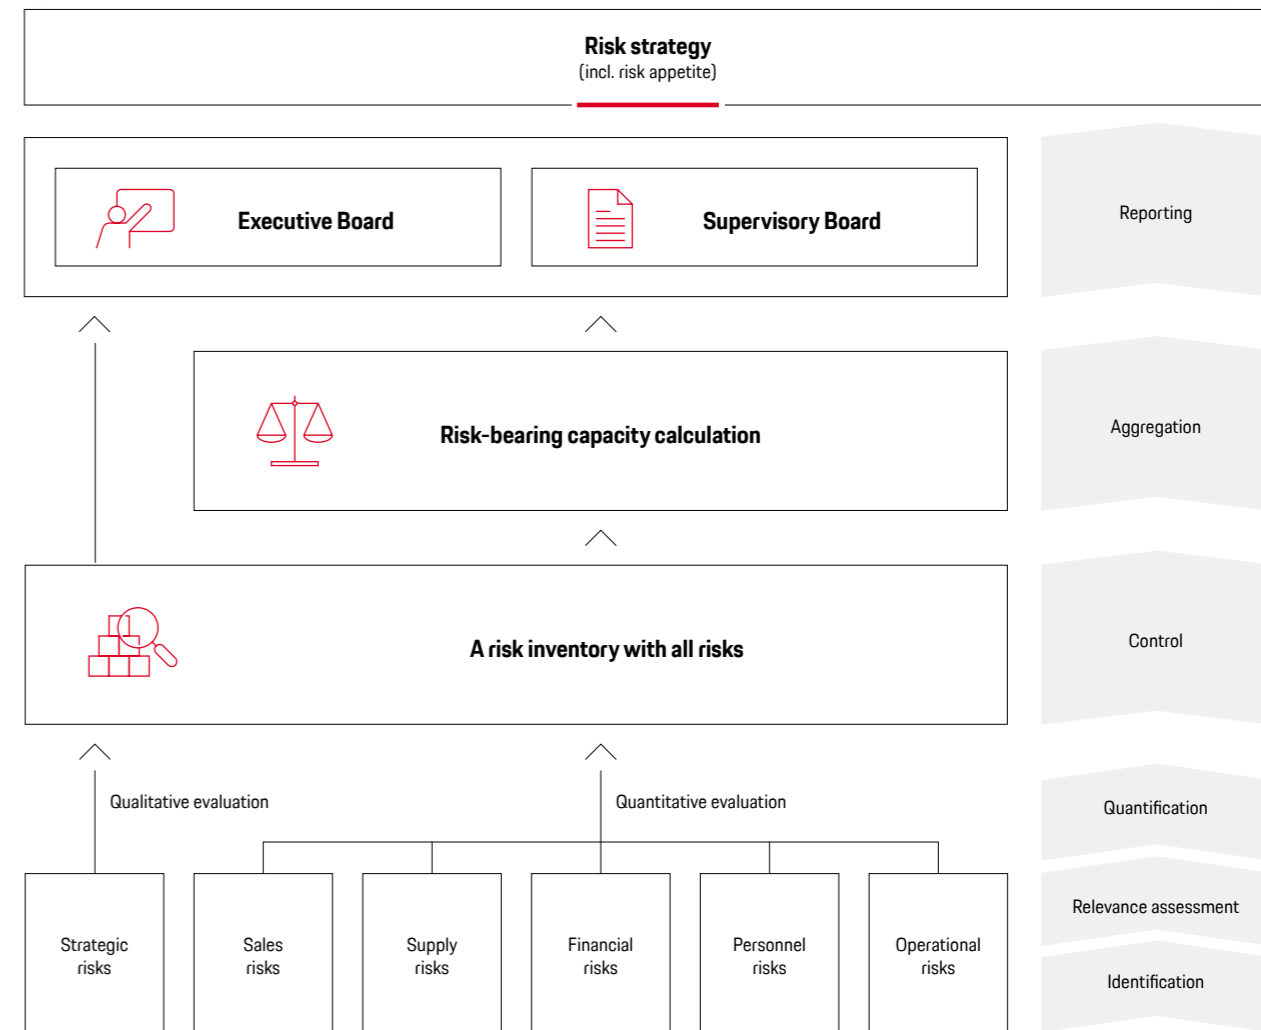 Risk strategy
(incl. risk appetite)
Executive Board
Supervisory Board
Reporting
Risk-bearing capacity calculation
Aggregation
A risk inventory with all risks
Control
Qualitative evaluation
Quantitative evaluation
Quantification
Relevance assessment
Strategic
risks
Sales
risks
Supply
risks
Financial
risks
Personnel
risks
Operational
risks
Identification